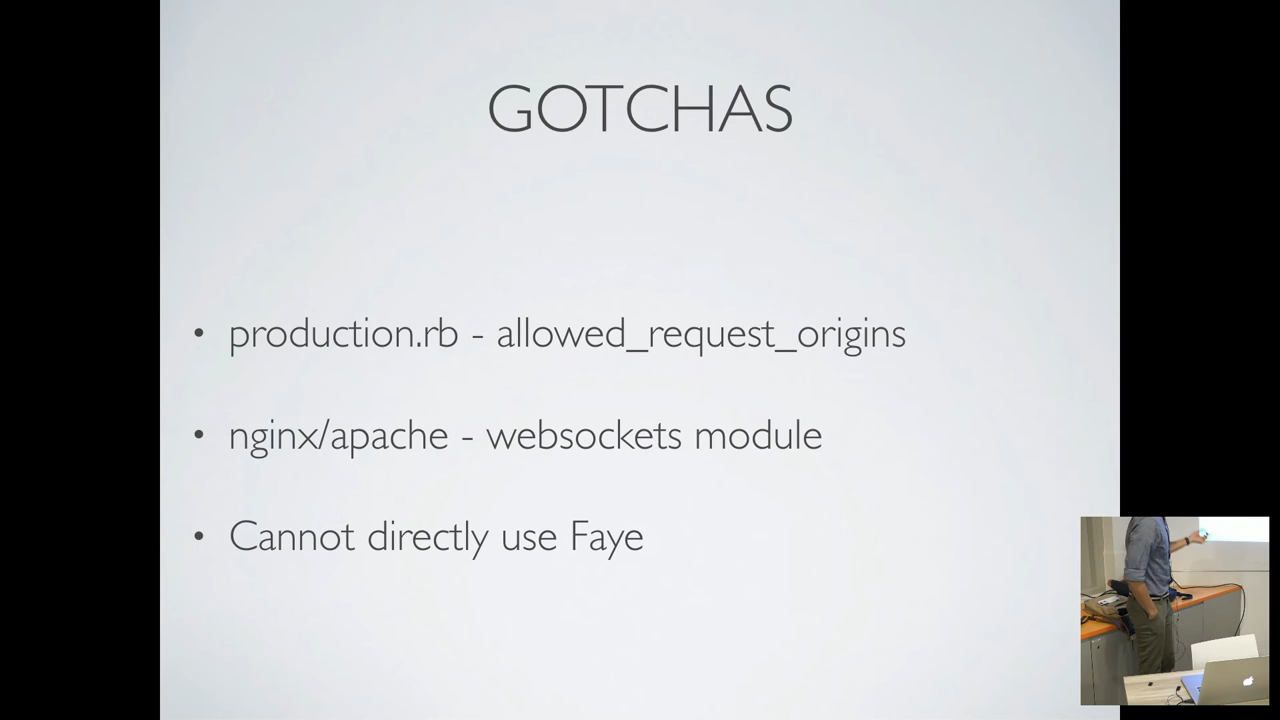 GOTCHAS
• production.rb - allowed_request_origins
• nginx/apache - websockets module
• Cannot directly use Faye